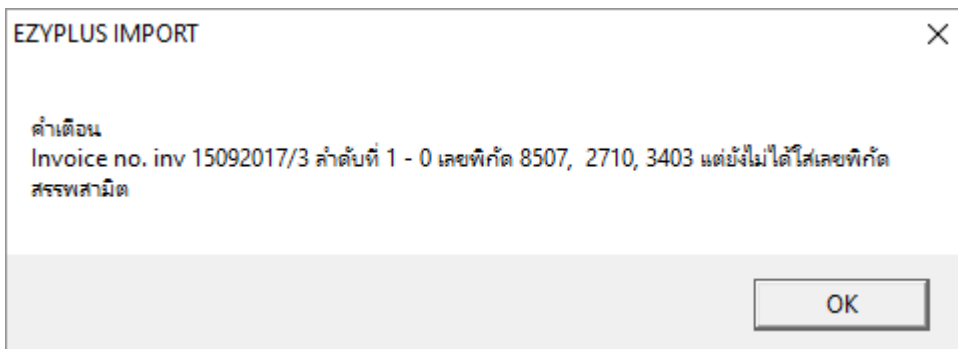 EZYPLUS IMPORT
คำเตือน
Invoice no. inv 15092017/3 ลำดับที่ 1 - 0 เลขพิกัด 8507, 2710, 3403 แต่ยังไม่ได้ใส่เลขพิกัด
สรรพสามิต
OK